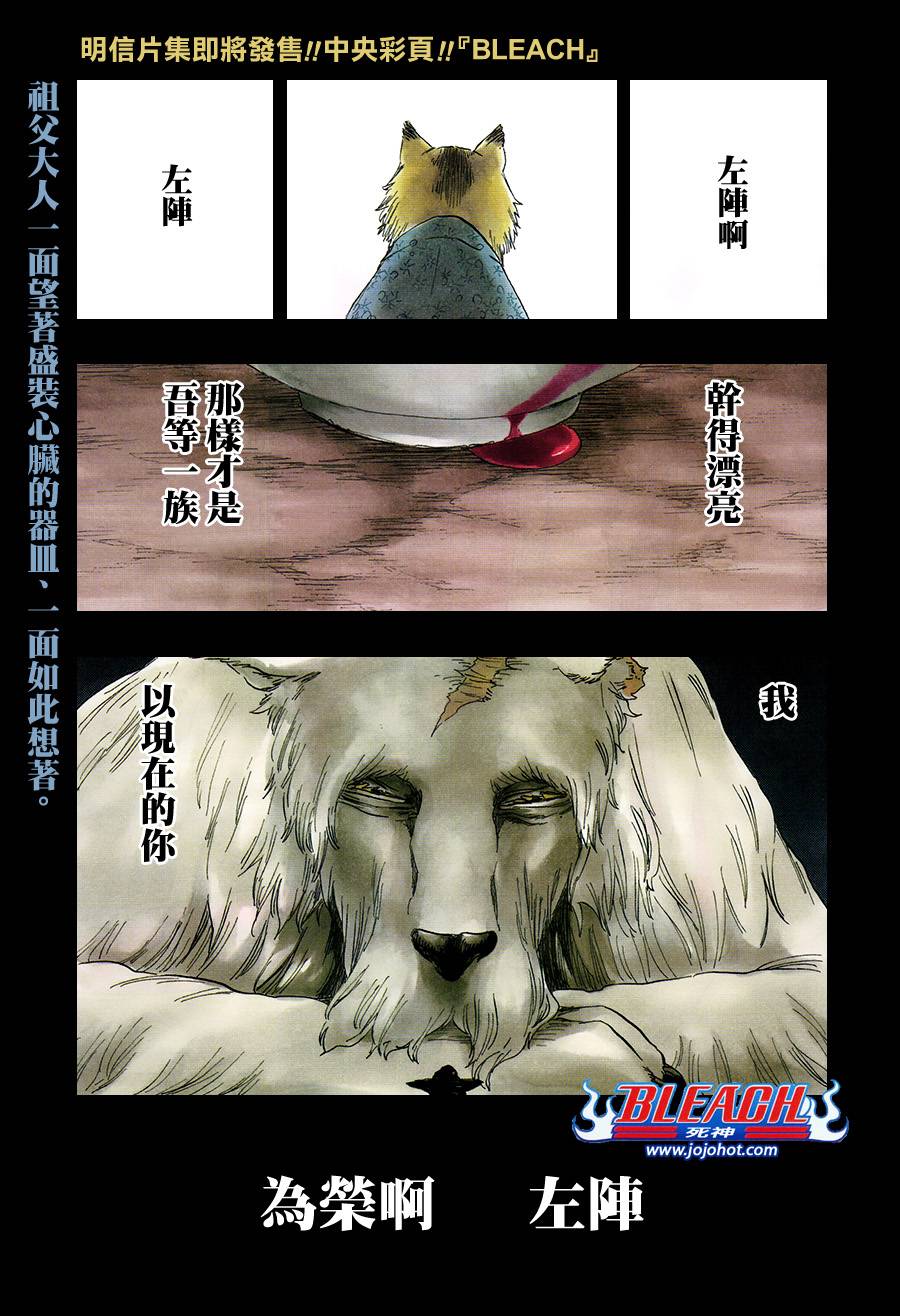 明信片集即將發售!!中央彩頁!!『BLEACH』
左陣啊
左陣
幹得漂亮
那樣才是
吾等一族
我
以現在的你
為榮啊
左陣
祖父大人一面望著盛裝心臟的器皿、一面如此想著。
BLEACH
死神
www.jojohot.com